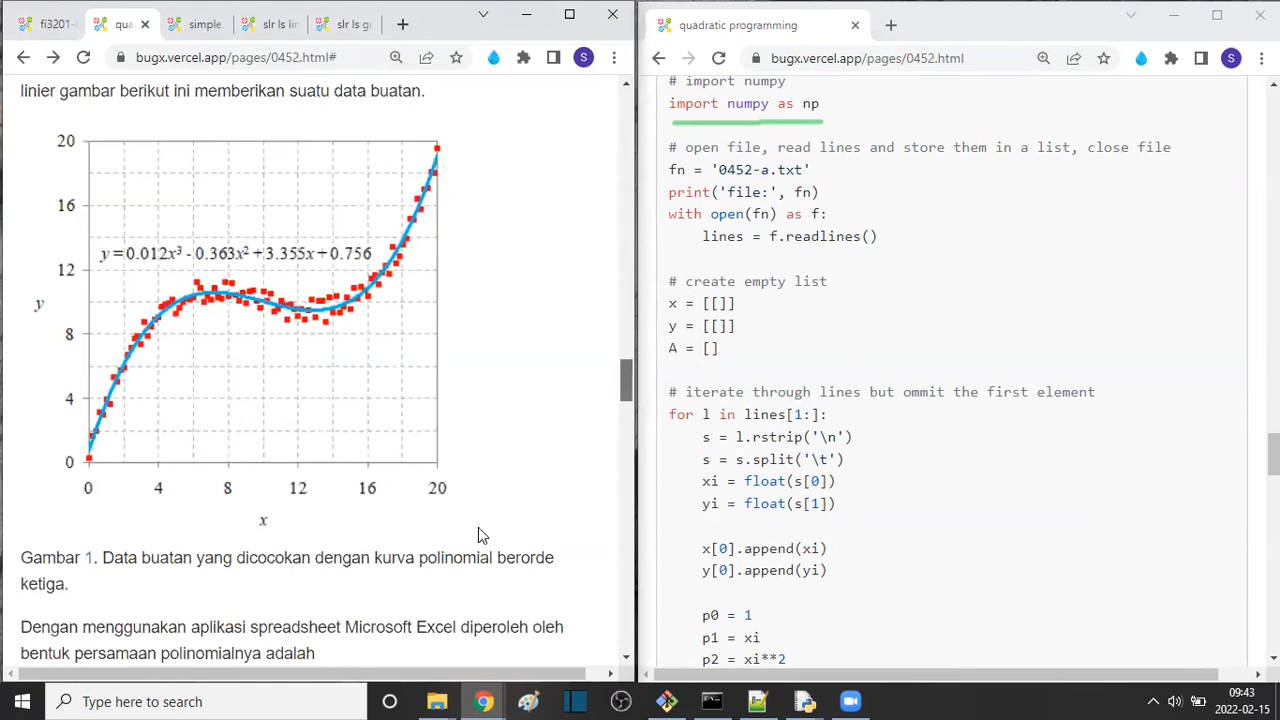 fi3201-
qua
simple
slr ls lin
slr ls gr
bugx.vercel.app/pages/0452.html#
S
linier gambar berikut ini memberikan suatu data buatan.
20
16
12
8
4
0
y
y = 0.012x³ - 0.363x² + 3.355x + 0.756
0 4 8 12 16 20
x
Gambar 1. Data buatan yang dicocokan dengan kurva polinomial berorde
ketiga.
Dengan menggunakan aplikasi spreadsheet Microsoft Excel diperoleh oleh
bentuk persamaan polinomialnya adalah
quadratic programming
bugx.vercel.app/pages/0452.html
S
# import numpy
import numpy as np
# open file, read lines and store them in a list, close file
fn = '0452-a.txt'
print('file:', fn)
with open(fn) as f:
    lines = f.readlines()
# create empty list
x = [[]]
y = [[]]
A = []
# iterate through lines but ommit the first element
for l in lines[1:]:
    s = l.rstrip('\n')
    s = s.split('\t')
    xi = float(s[0])
    yi = float(s[1])
    x[0].append(xi)
    y[0].append(yi)
    p0 = 1
    p1 = xi
    p2 = xi**2
Type here to search
09:43
2022-02-15